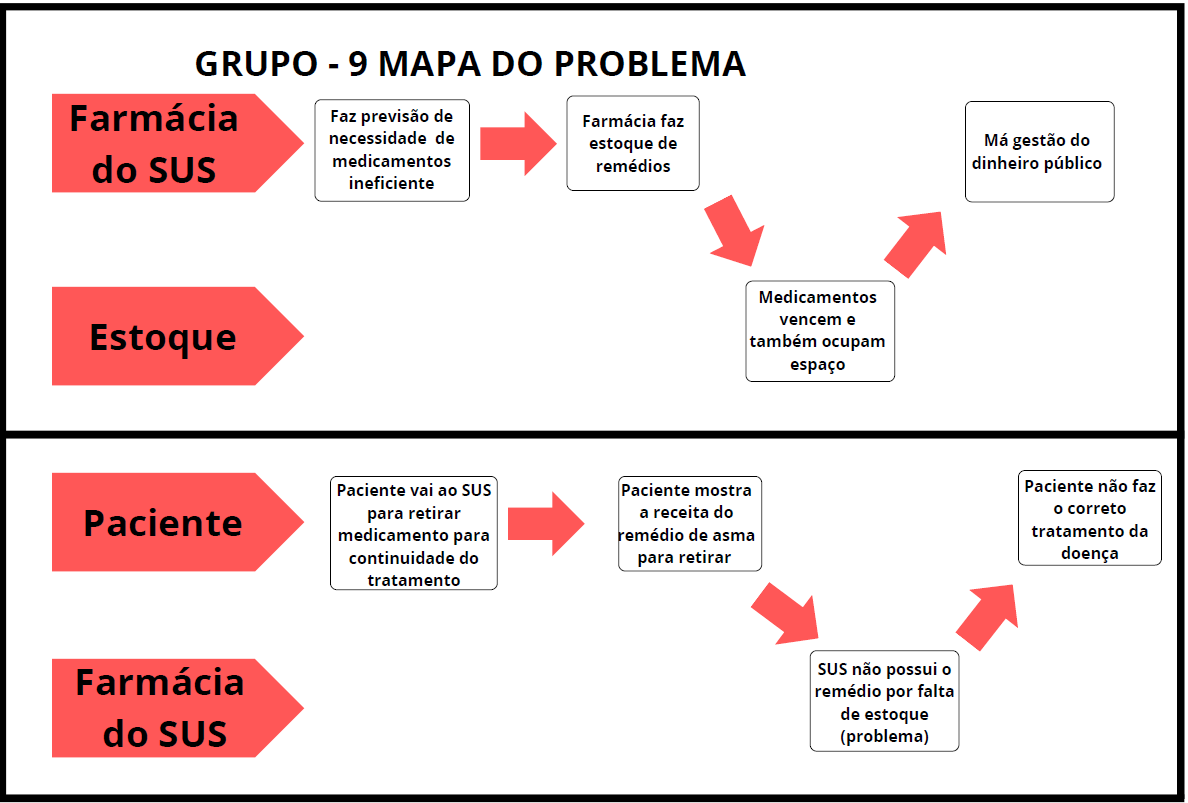 GRUPO - 9 MAPA DO PROBLEMA
Farmácia
do SUS
Faz previsão de
necessidade de
medicamentos
ineficiente
Farmácia faz
estoque de
remédios
Má gestão do
dinheiro público
Estoque
Medicamentos
vencem e
também ocupam
espaço
Paciente
Paciente vai ao SUS
para retirar
medicamento para
continuidade do
tratamento
Paciente mostra
a receita do
remédio de asma
para retirar
Paciente não faz
o correto
tratamento da
doença
Farmácia
do SUS
SUS não possui o
remédio por falta
de estoque
(problema)